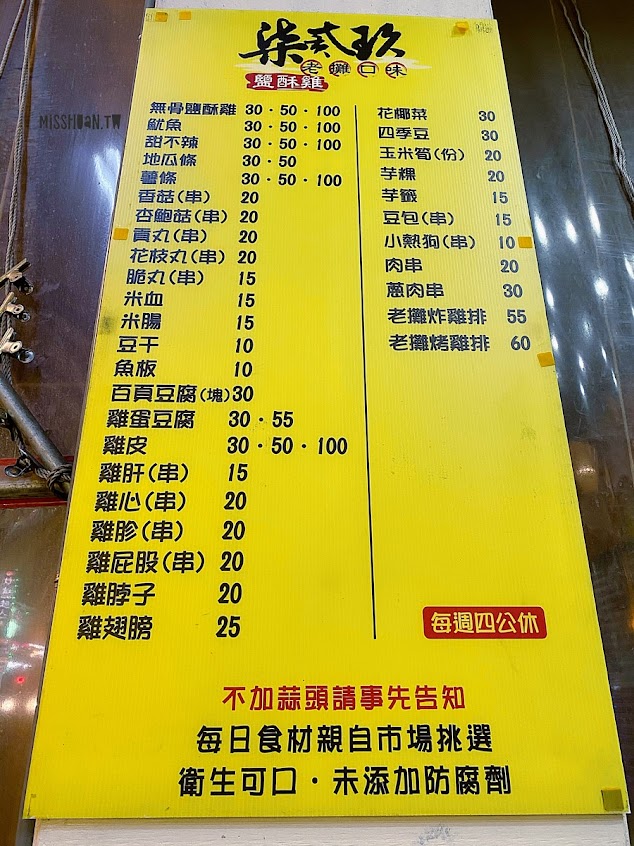 柒貳玖
老攤口味
鹽酥雞
MISSHUAN.TW
無骨鹽酥雞 30·50·100
魷魚 30·50·100
甜不辣 30·50·100
地瓜條 30·50
薯條 30·50·100
香菇(串) 20
杏鮑菇(串) 20
貢丸(串) 20
花枝丸(串) 20
脆丸(串) 15
米血 15
米腸 15
豆干 10
魚板 10
百頁豆腐(塊)30
雞蛋豆腐 30·55
雞皮 30·50·100
雞肝(串) 15
雞心(串) 20
雞胗(串) 20
雞屁股(串) 20
雞脖子 20
雞翅膀 25
花椰菜 30
四季豆 30
玉米筍(份) 20
芋粿 20
芋籤 15
豆包(串) 15
小熱狗(串) 10
肉串 20
蔥肉串 30
老攤炸雞排 55
老攤烤雞排 60
每週四公休
不加蒜頭請事先告知
每日食材親自市場挑選
衛生可口·未添加防腐劑